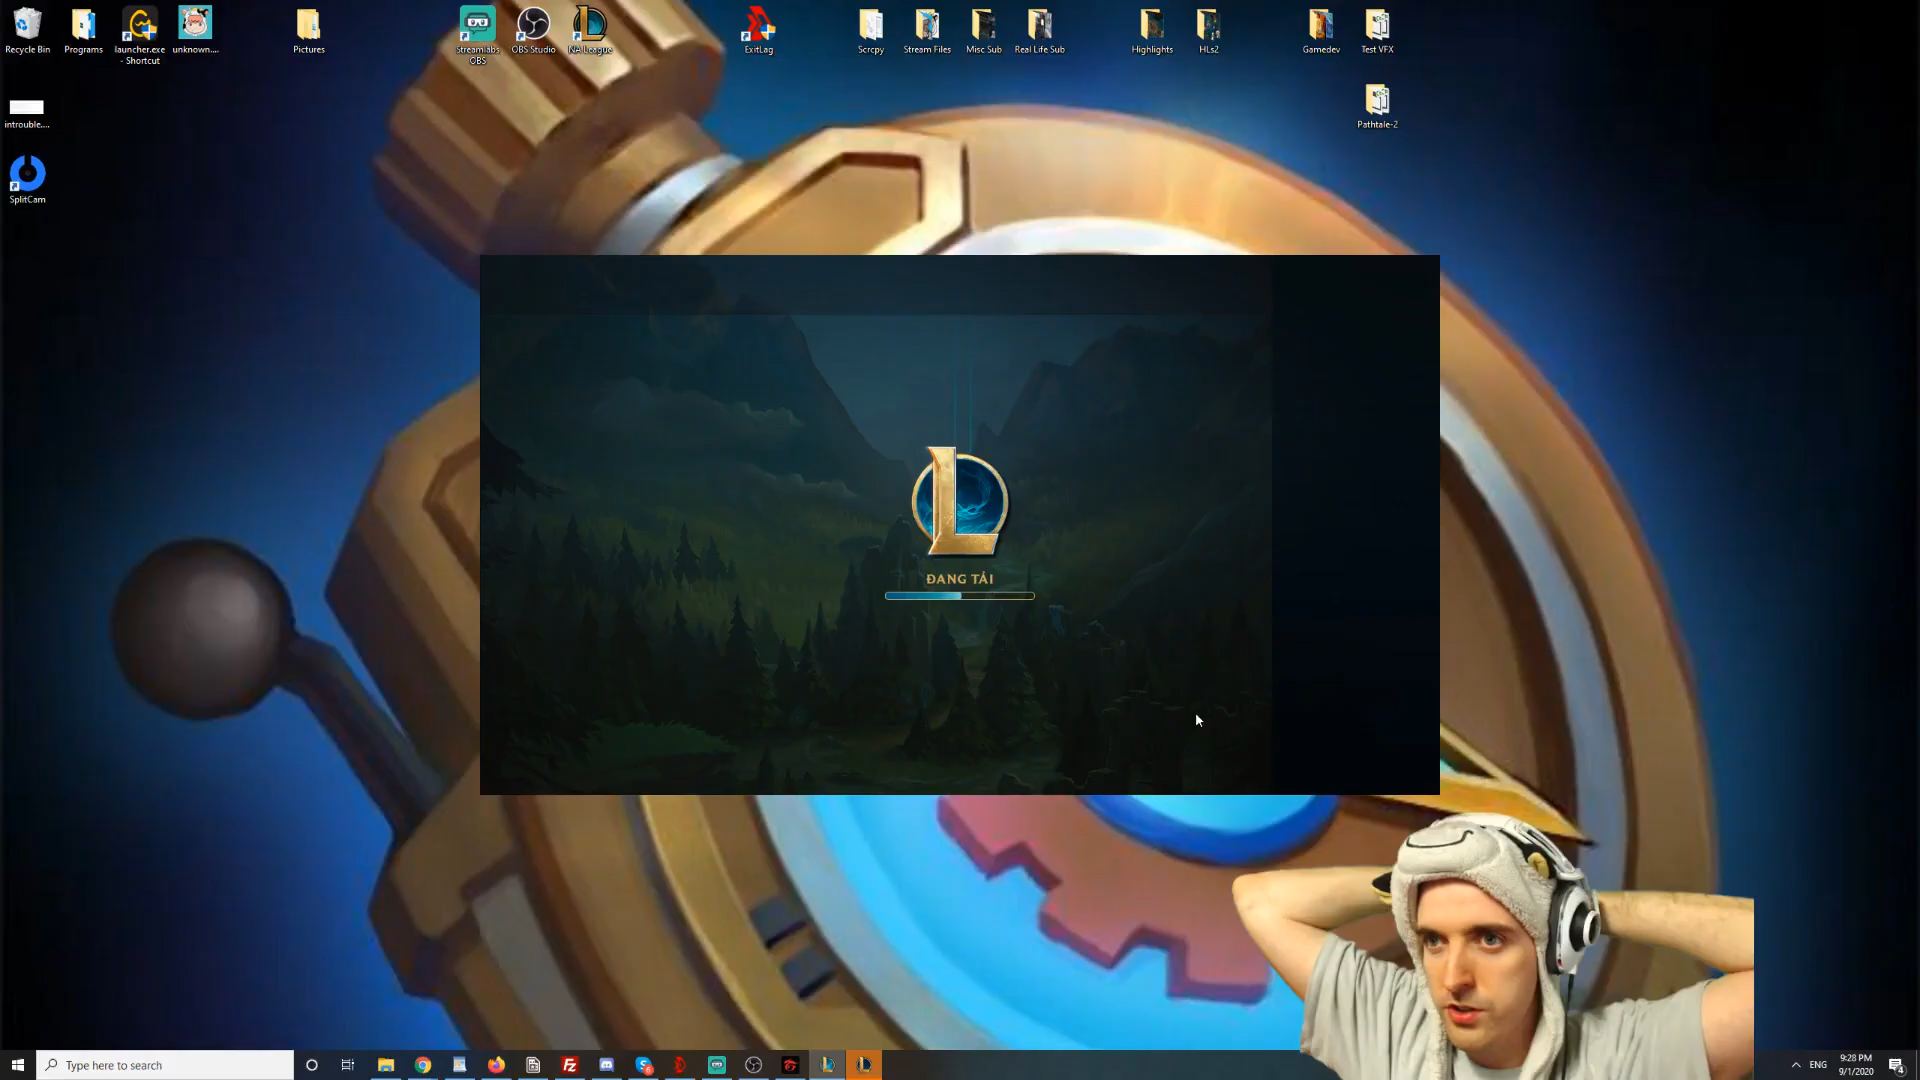 Recycle Bin
Programs
launcher.exe - Shortcut
unknown....
Pictures
Streamlabs OBS
OBS Studio
NA League
ExitLag
Scrcpy
Stream Files
Misc Sub
Real Life Sub
Highlights
HLs2
Gamedev
Test VFX
introuble....
Pathtale-2
SplitCam
ĐANG TẢI
Type here to search
ENG
9:28 PM
9/1/2020